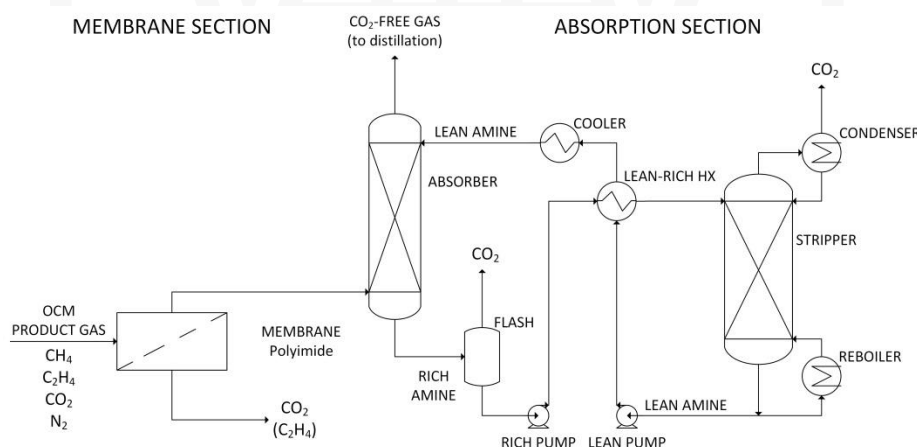 MEMBRANE SECTION
CO₂-FREE GAS
(to distillation)
ABSORPTION SECTION
CO₂
LEAN AMINE
COOLER
CONDENSER
ABSORBER
LEAN-RICH HX
STRIPPER
OCM
PRODUCT GAS
CH₄
C₂H₄
CO₂
N₂
MEMBRANE
Polyimide
CO₂
FLASH
RICH
AMINE
REBOILER
CO₂
(C₂H₄)
LEAN AMINE
RICH PUMP
LEAN PUMP